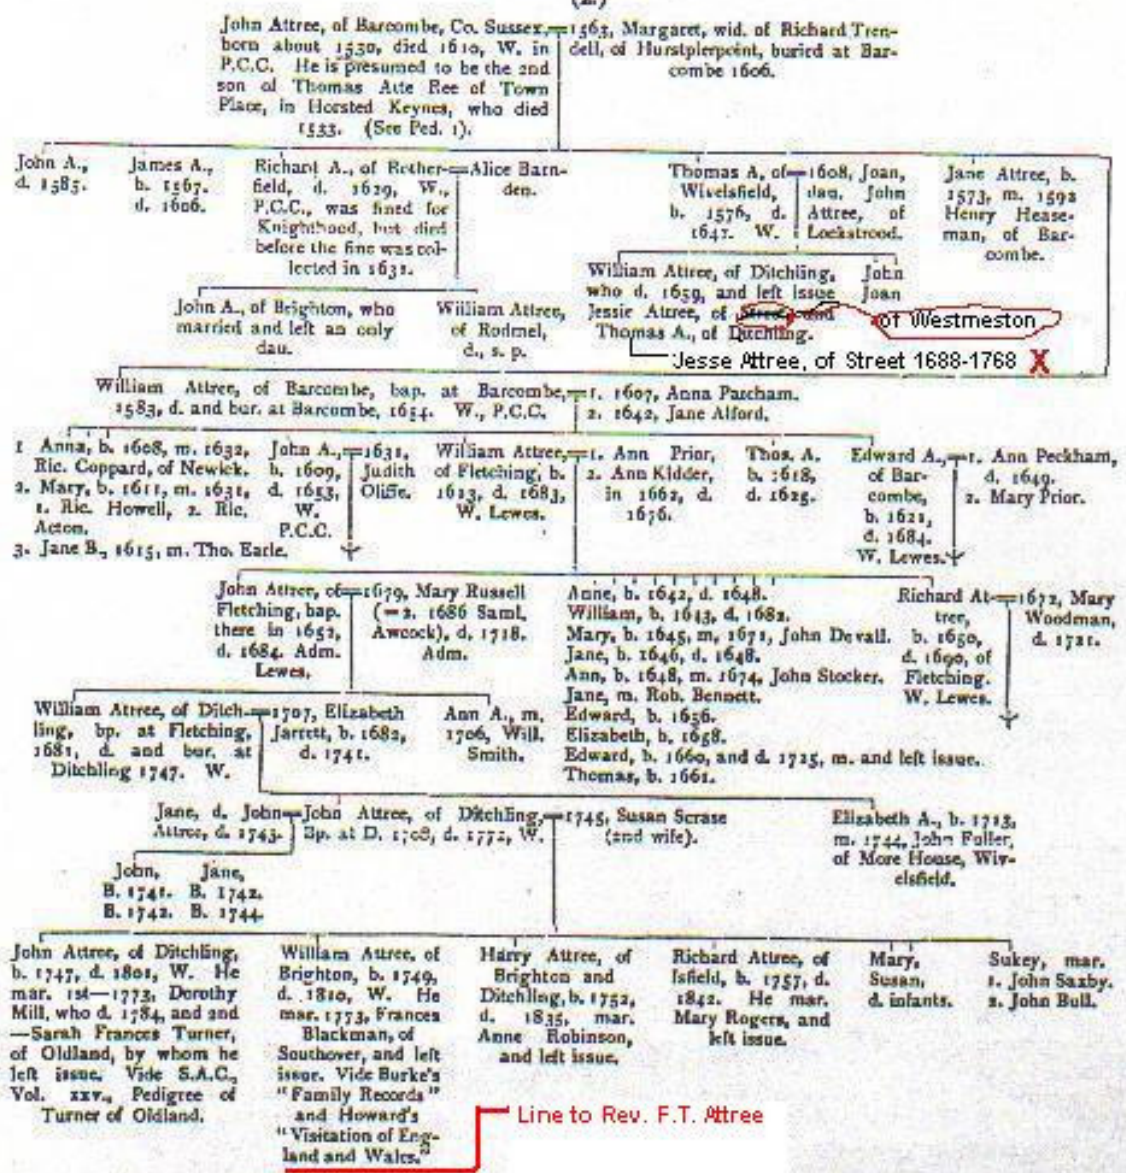 (2.)
John Attree, of Barcombe, Co. Sussex,
born about 1530, died 1610, W. in
P.C.C. He is presumed to be the 2nd
son of Thomas Atte Ree of Town
Place, in Horsted Keynes, who died
1533. (See Ped. 1).
1563, Margaret, wid. of Richard Tren-
dell, of Hurstpierpoint, buried at Bar-
combe 1606.
John A.,
d. 1585.
James A.,
b. 1567.
d. 1606.
Richard A., of Rother-
field, d. 1629, W.,
P.C.C., was fined for
Knighthood, but died
before the fine was col-
lected in 1631.
Alice Barn-
den.
Thomas A, of
Wivelsfield,
b. 1576, d.
1647. W.
1608, Joan,
dau. John
Attree, of
Lockstrood.
Jane Attree, b.
1573, m. 1592
Henry Hease-
man, of Bar-
combe.
John A., of Brighton, who
married and left an only
dau.
William Attree,
of Rodmel,
d., s. p.
William Attree, of Ditchling,
who d. 1659, and left issue
Jessie Attree, of Street, and
Thomas A., of Ditchling.
John
Joan
of Westmeston
Jesse Attree, of Street 1688-1768 X
William Attree, of Barcombe, bap. at Barcombe,
1583, d. and bur. at Barcombe, 1654. W., P.C.C.
1. 1607, Anna Parcham.
2. 1642, Jane Alford.
1 Anna, b. 1608, m. 1632,
Ric. Coppard, of Newick.
2. Mary, b. 1611, m. 1631,
1. Ric. Howell, 2. Ric.
Acton.
3. Jane B., 1615, m. Tho. Earle.
John A.,
b. 1609,
d. 1653,
W.
P.C.C.
1631,
Judith
Oliffe.
William Attree,
of Fletching, b.
1613, d. 1683,
W. Lewes.
1. Ann Prior,
2. Ann Kidder,
in 1662, d.
1676.
Thos. A.
b. 1618,
d. 1625.
Edward A.,
of Bar-
combe,
b. 1621,
d. 1684.
W. Lewes.
1. Ann Peckham,
d. 1649.
2. Mary Prior.
John Attree, of
Fletching, bap.
there in 1652,
d. 1684. Adm.
Lewes.
1679, Mary Russell
(=2. 1686 Saml.
Awcock), d. 1718.
Adm.
Anne, b. 1642, d. 1648.
William, b. 1643, d. 1682.
Mary, b. 1645, m, 1671, John Devall.
Jane, b. 1646, d. 1648.
Ann, b. 1648, m. 1674, John Stocker.
Jane, m. Rob. Bennett.
Edward, b. 1656.
Elizabeth, b. 1658.
Edward, b. 1660, and d. 1725, m. and left issue.
Thomas, b. 1661.
Richard At-
tree,
b. 1650,
d. 1690, of
Fletching.
W. Lewes.
1672, Mary
Woodman,
d. 1721.
William Attree, of Ditch-
ling, bp. at Fletching,
1681, d. and bur. at
Ditchling 1747. W.
1707, Elizabeth
Jarrett, b. 1682,
d. 1741.
Ann A., m.
1706, Will.
Smith.
Jane, d. John
Attree, d. 1743.
John Attree, of Ditchling,
Bp. at D. 1708, d. 1772, W.
1745, Susan Scrase
(2nd wife).
Elizabeth A., b. 1713,
m. 1744, John Fuller,
of More House, Wiv-
elsfield.
John,
B. 1741.
B. 1742.
Jane,
B. 1742.
B. 1744.
John Attree, of Ditchling,
b. 1747, d. 1801, W. He
mar. 1st—1773, Dorothy
Mill, who d. 1784, and 2nd
—Sarah Frances Turner,
of Oldland, by whom he
left issue. Vide S.A.C.,
Vol. xxv., Pedigree of
Turner of Oldland.
William Attree, of
Brighton, b. 1749,
d. 1810, W. He
mar. 1773, Frances
Blackman, of
Southover, and left
issue. Vide Burke's
"Family Records"
and Howard's
"Visitation of Eng-
land and Wales."
Harry Attree, of
Brighton and
Ditchling, b. 1752,
d. 1835, mar.
Anne Robinson,
and left issue.
Richard Attree, of
Isfield, b. 1757, d.
1842. He mar.
Mary Rogers, and
left issue.
Mary,
Susan,
d. infants.
Sukey, mar.
1. John Saxby.
2. John Bull.
Line to Rev. F.T. Attree